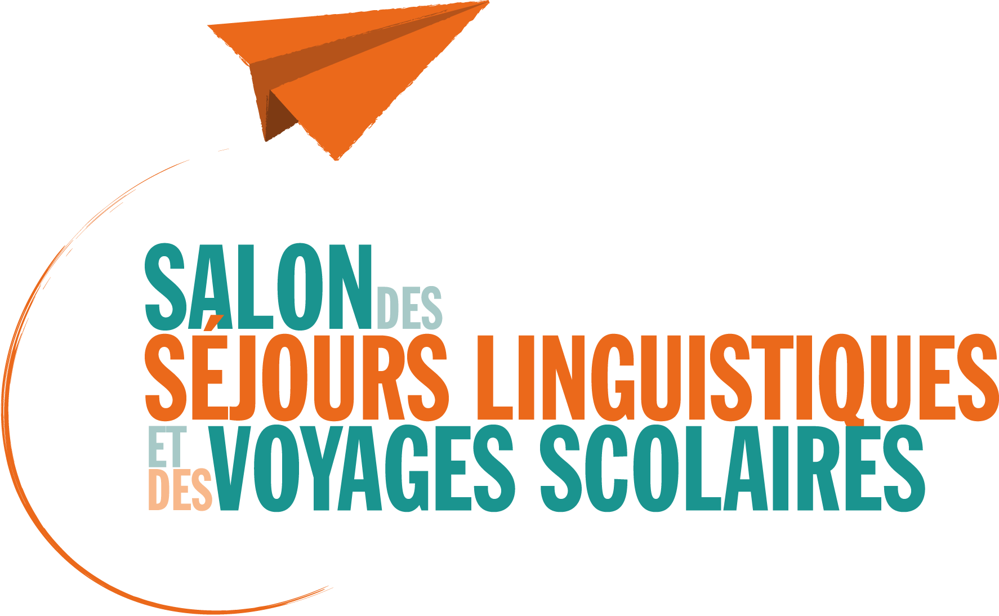 SALON DES
SÉJOURS LINGUISTIQUES
ET DES VOYAGES SCOLAIRES